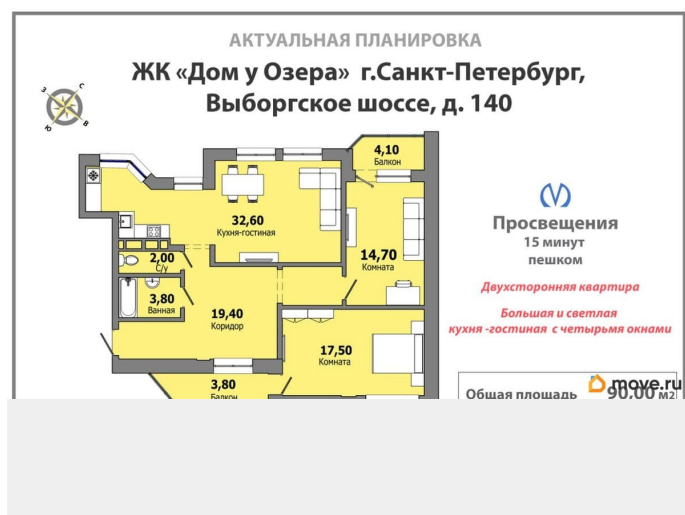 АКТУАЛЬНАЯ ПЛАНИРОВКА
ЖК «Дом у Озера» г.Санкт-Петербург,
Выборгское шоссе, д. 140
С
З
В
Ю
4,10
Балкон
32,60
Кухня-гостиная
14,70
Комната
2,00
С/у
3,80
Ванная
19,40
Коридор
17,50
Комната
3,80
Балкон
Просвещения
15 минут
пешком
Двухсторонняя квартира
Большая и светлая
кухня -гостиная с четырьмя окнами
Общая площадь 90,00 м2
move.ru